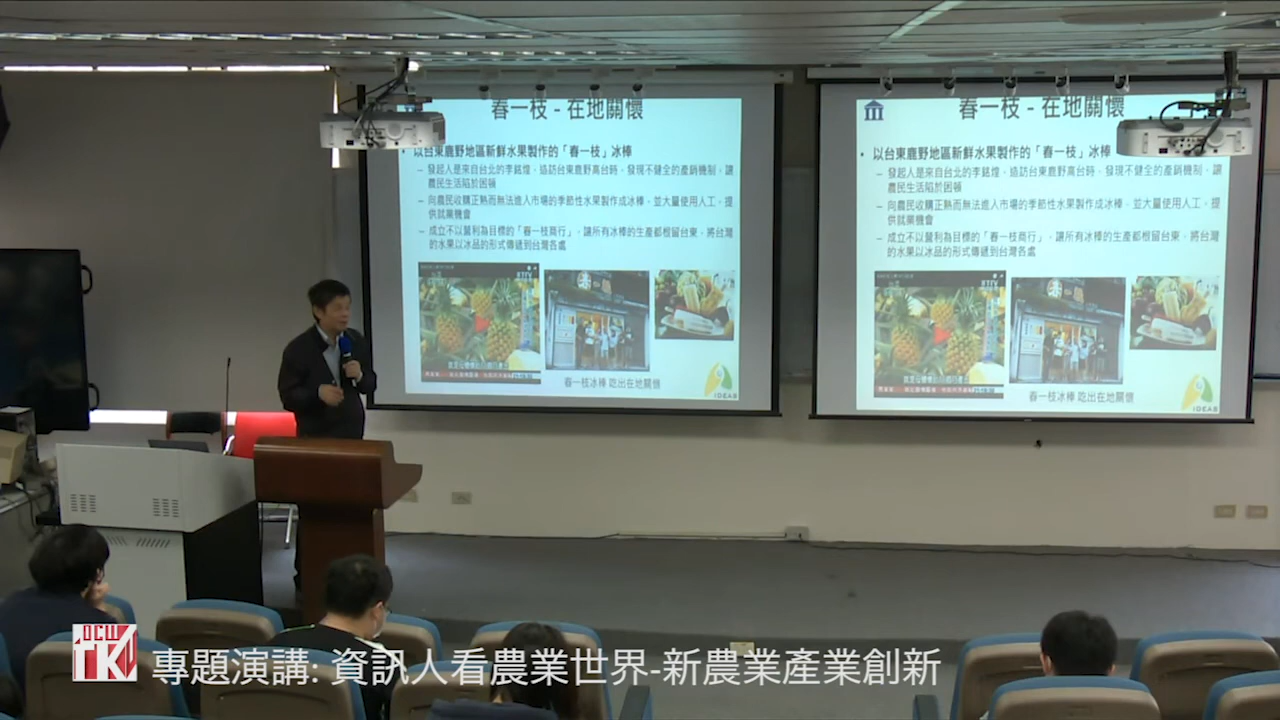 春一枝 - 在地關懷
• 以台東鹿野地區新鮮水果製作的「春一枝」冰棒
– 發起人是來自台北的李銘煌，造訪台東鹿野高台時，發現不健全的產銷機制，讓
農民生活陷於困頓
– 向農民收購正熟而無法進入市場的季節性水果製作成冰棒，並大量使用人工，提
供就業機會
– 成立不以營利為目標的「春一枝商行」，讓所有冰棒的生產都根留台東，將台灣
的水果以冰品的形式傳遞到台灣各處
春一枝冰棒 吃出在地關懷
IDEAS
春一枝 - 在地關懷
• 以台東鹿野地區新鮮水果製作的「春一枝」冰棒
– 發起人是來自台北的李銘煌，造訪台東鹿野高台時，發現不健全的產銷機制，讓
農民生活陷於困頓
– 向農民收購正熟而無法進入市場的季節性水果製作成冰棒，並大量使用人工，提
供就業機會
– 成立不以營利為目標的「春一枝商行」，讓所有冰棒的生產都根留台東，將台灣
的水果以冰品的形式傳遞到台灣各處
春一枝冰棒 吃出在地關懷
IDEAS
OCW
TK
專題演講: 資訊人看農業世界-新農業產業創新